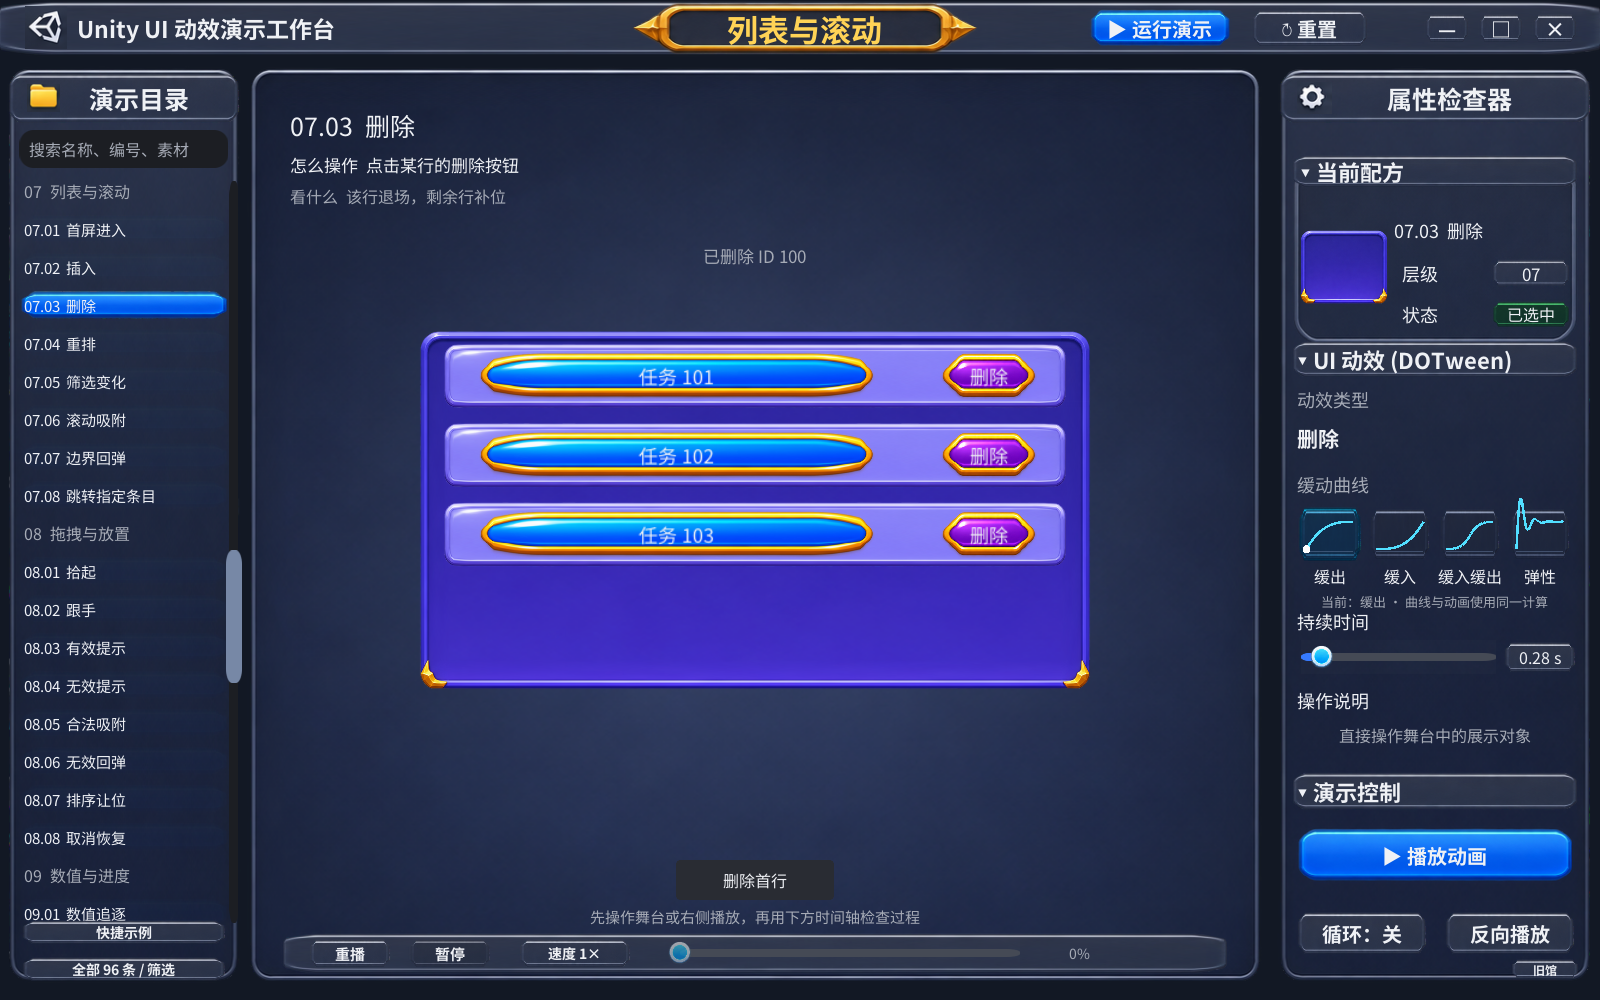 Unity UI 动效演示工作台
列表与滚动
▶ 运行演示
↻ 重置
演示目录
搜索名称、编号、素材
07 列表与滚动
07.01 首屏进入
07.02 插入
07.03 删除
07.04 重排
07.05 筛选变化
07.06 滚动吸附
07.07 边界回弹
07.08 跳转指定条目
08 拖拽与放置
08.01 拾起
08.02 跟手
08.03 有效提示
08.04 无效提示
08.05 合法吸附
08.06 无效回弹
08.07 排序让位
08.08 取消恢复
09 数值与进度
09.01 数值追逐
快捷示例
全部 96 条 / 筛选
07.03 删除
怎么操作 点击某行的删除按钮
看什么 该行退场，剩余行补位
已删除 ID 100
任务 101 删除
任务 102 删除
任务 103 删除
删除首行
先操作舞台或右侧播放，再用下方时间轴检查过程
重播 暂停 速度 1× 0%
属性检查器
▼ 当前配方
07.03 删除
层级 07
状态 已选中
▼ UI 动效 (DOTween)
动效类型
删除
缓动曲线
缓出 缓入 缓入缓出 弹性
当前：缓出 · 曲线与动画使用同一计算
持续时间
0.28 s
操作说明
直接操作舞台中的展示对象
▼ 演示控制
▶ 播放动画
循环：关 反向播放
旧馆